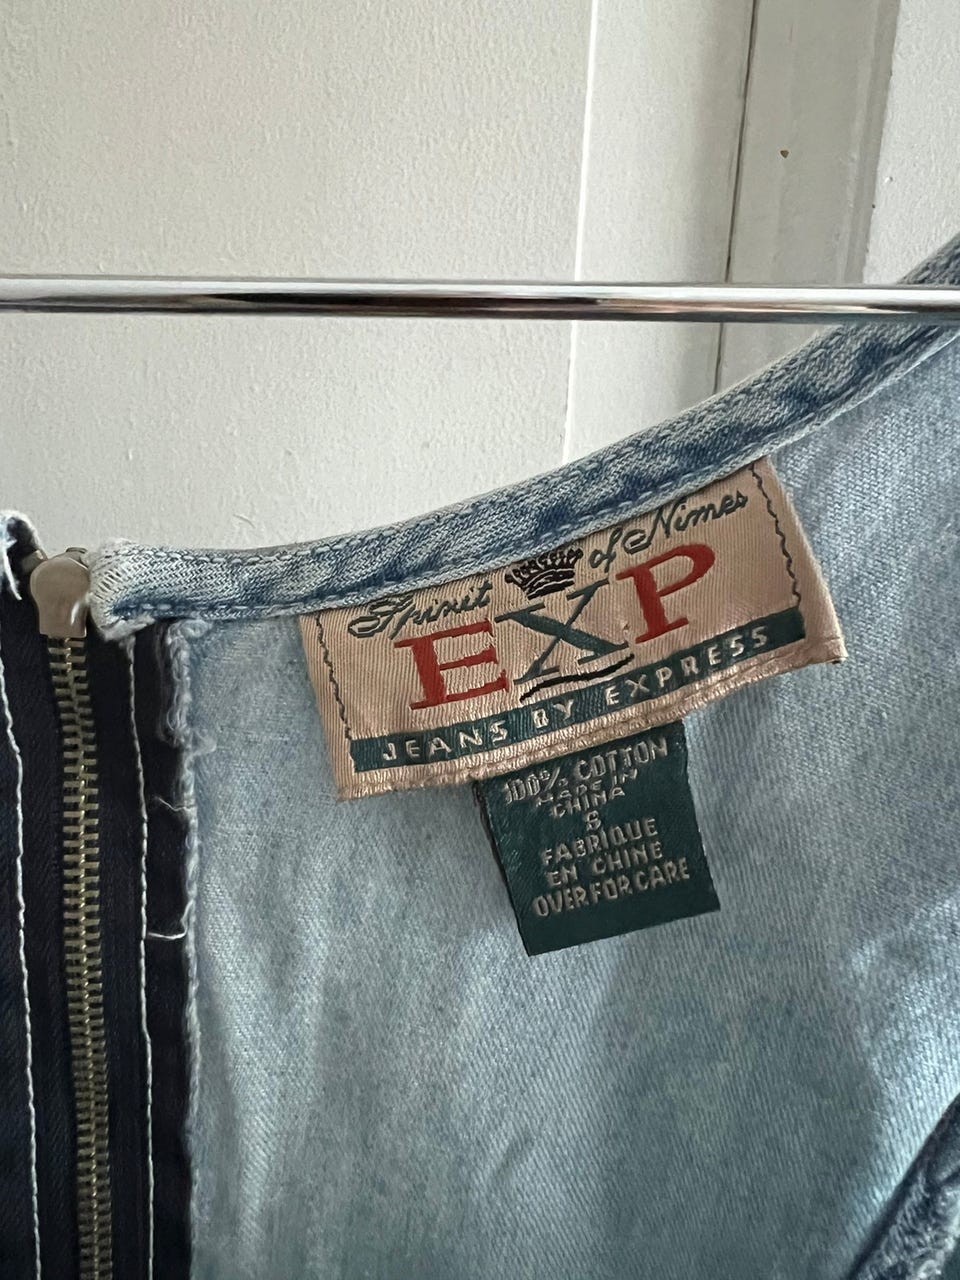 Spirit of Nimes
EXP
JEANS BY EXPRESS
100% COTTON
MADE IN
CHINA
S
FABRIQUE
EN CHINE
OVER FOR CARE